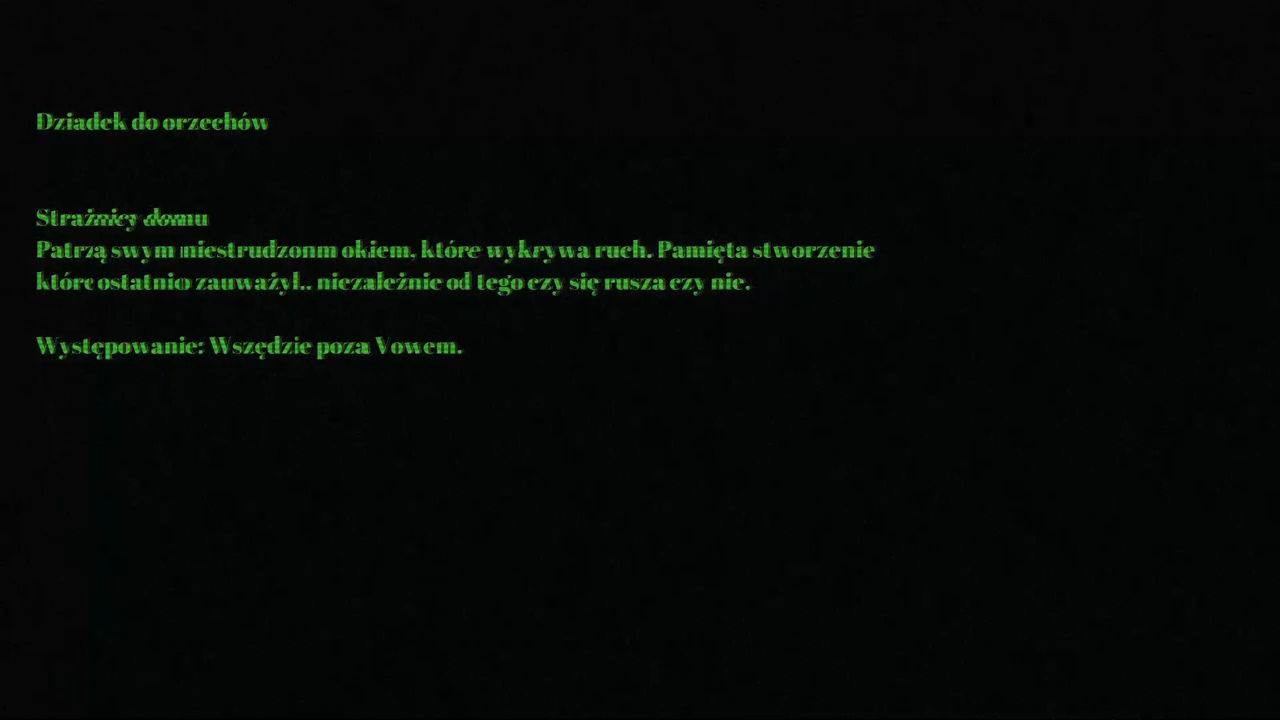 Dziadek do orzechów
Strażnicy domu
Patrzą swym niestrudzonm okiem, które wykrywa ruch. Pamięta stworzenie
które ostatnio zauważył.. niezależnie od tego czy się rusza czy nie.
Występowanie: Wszędzie poza Vowem.